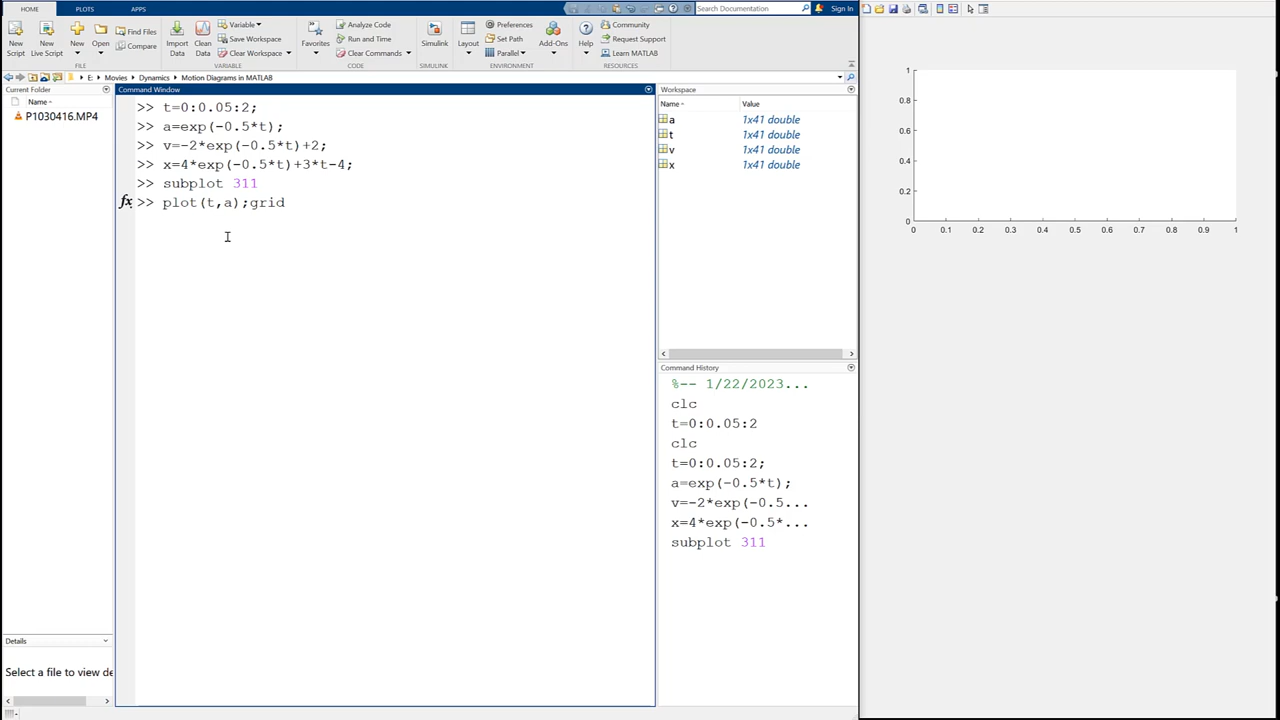 HOME PLOTS APPS Search Documentation Sign In
New Script New Live Script New Open Find Files Compare Import Data Clean Data Variable Save Workspace Clear Workspace Favorites Analyze Code Run and Time Clear Commands Simulink Layout Preferences Set Path Parallel Add-Ons Help Community Request Support Learn MATLAB
FILE VARIABLE CODE SIMULINK ENVIRONMENT RESOURCES
E: Movies Dynamics Motion Diagrams in MATLAB
Current Folder
Name
P1030416.MP4
Details
Select a file to view de
Command Window
>> t=0:0.05:2;
>> a=exp(-0.5*t);
>> v=-2*exp(-0.5*t)+2;
>> x=4*exp(-0.5*t)+3*t-4;
>> subplot 311
fx >> plot(t,a);grid
Workspace
Name Value
a 1x41 double
t 1x41 double
v 1x41 double
x 1x41 double
Command History
%-- 1/22/2023...
clc
t=0:0.05:2
clc
t=0:0.05:2;
a=exp(-0.5*t);
v=-2*exp(-0.5...
x=4*exp(-0.5*...
subplot 311
1
0.8
0.6
0.4
0.2
0
0 0.1 0.2 0.3 0.4 0.5 0.6 0.7 0.8 0.9 1